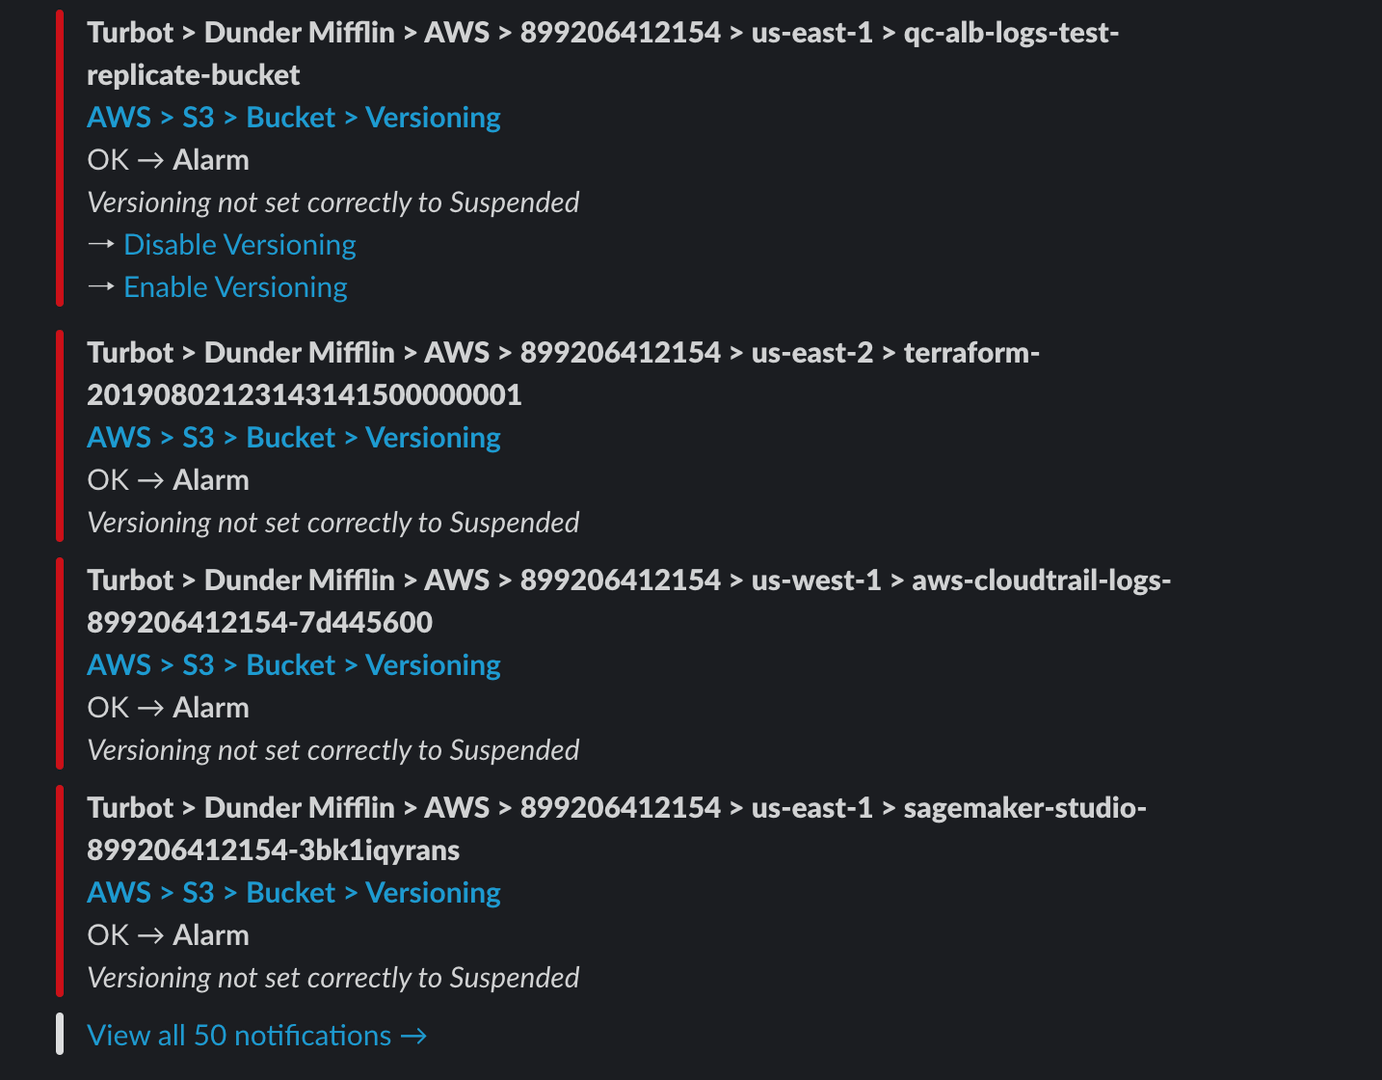 Turbot > Dunder Mifflin > AWS > 899206412154 > us-east-1 > qc-alb-logs-test-
replicate-bucket
AWS > S3 > Bucket > Versioning
OK → Alarm
Versioning not set correctly to Suspended
→ Disable Versioning
→ Enable Versioning
Turbot > Dunder Mifflin > AWS > 899206412154 > us-east-2 > terraform-
20190802123143141500000001
AWS > S3 > Bucket > Versioning
OK → Alarm
Versioning not set correctly to Suspended
Turbot > Dunder Mifflin > AWS > 899206412154 > us-west-1 > aws-cloudtrail-logs-
899206412154-7d445600
AWS > S3 > Bucket > Versioning
OK → Alarm
Versioning not set correctly to Suspended
Turbot > Dunder Mifflin > AWS > 899206412154 > us-east-1 > sagemaker-studio-
899206412154-3bk1iqyrans
AWS > S3 > Bucket > Versioning
OK → Alarm
Versioning not set correctly to Suspended
View all 50 notifications →